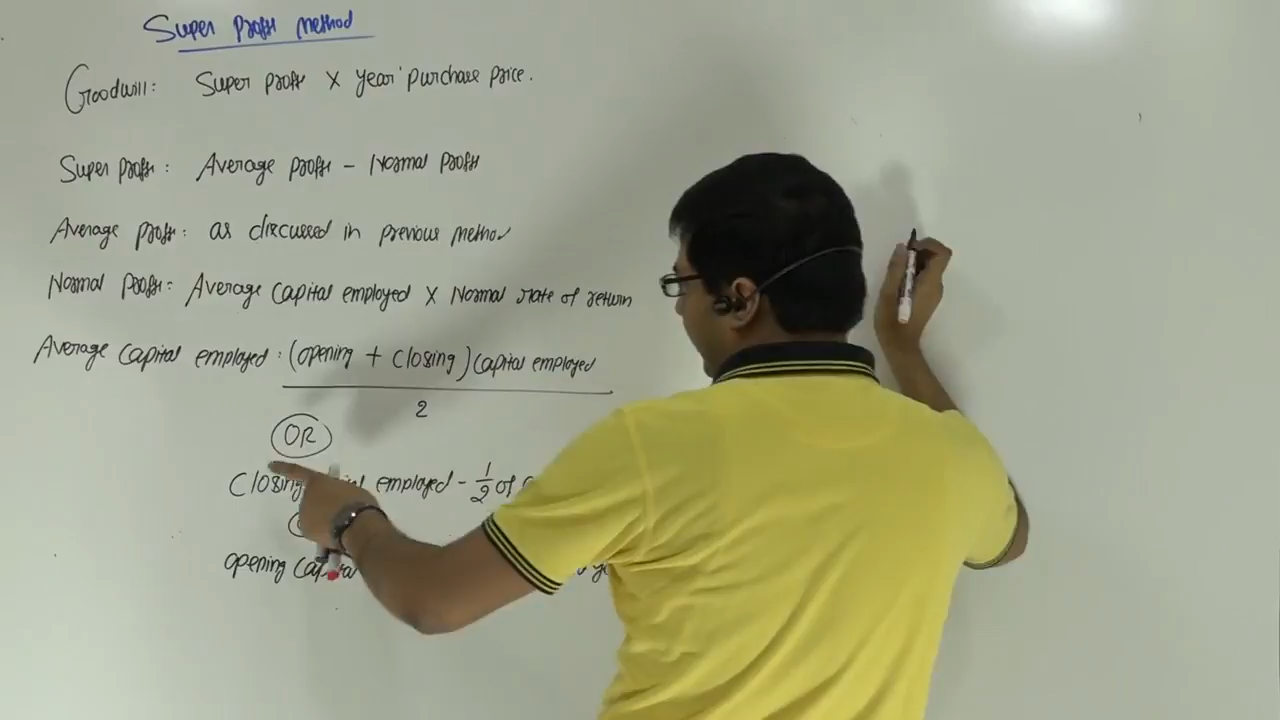 Super profit method
Goodwill: Super profit X year' purchase price.
Super profit: Average profit - Normal profit
Average profit: as discussed in previous method
Normal profit: Average capital employed X Normal rate of return
Average capital employed: (opening + closing) capital employed
2
OR
Closing employed - 1/2 of
opening